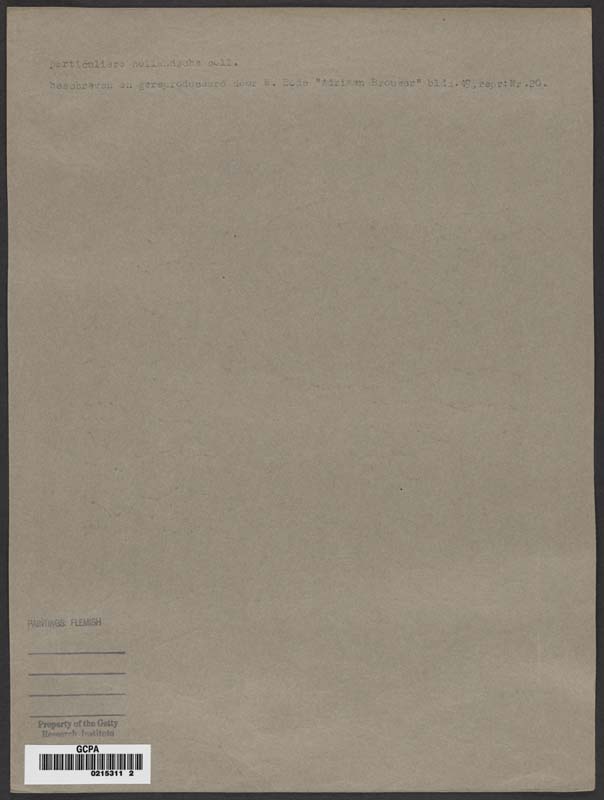 particuliere hollandsche coll.
beschreven en gereproduceerd door W. Bode "Adriaen Brouwer" bldz. 49, repr: Nr. 20.
PAINTINGS: FLEMISH
Property of the Getty
Research Institute
GCPA
0215311 2